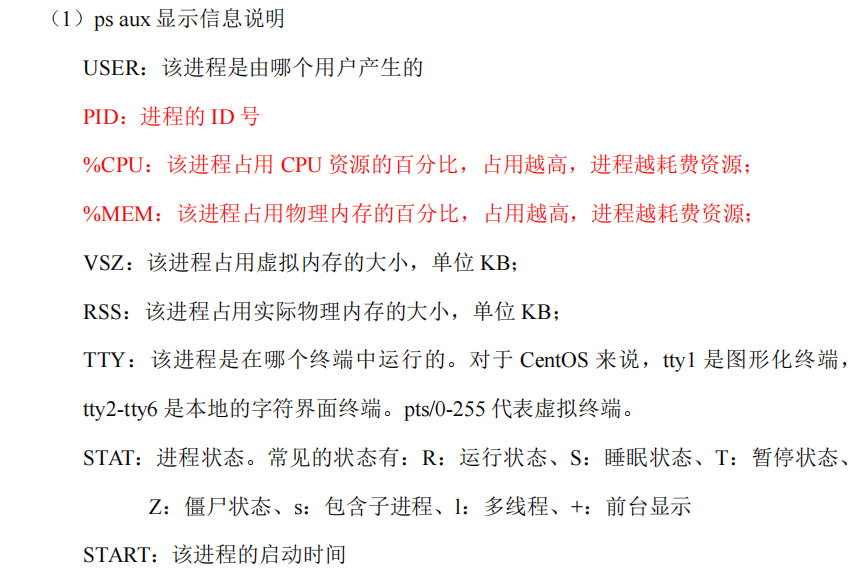 （1）ps aux 显示信息说明
USER：该进程是由哪个用户产生的
PID：进程的 ID 号
%CPU：该进程占用 CPU 资源的百分比，占用越高，进程越耗费资源；
%MEM：该进程占用物理内存的百分比，占用越高，进程越耗费资源；
VSZ：该进程占用虚拟内存的大小，单位 KB；
RSS：该进程占用实际物理内存的大小，单位 KB；
TTY：该进程是在哪个终端中运行的。对于 CentOS 来说，tty1 是图形化终端，
tty2-tty6 是本地的字符界面终端。pts/0-255 代表虚拟终端。
STAT：进程状态。常见的状态有：R：运行状态、S：睡眠状态、T：暂停状态、
Z：僵尸状态、s：包含子进程、l：多线程、+：前台显示
START：该进程的启动时间